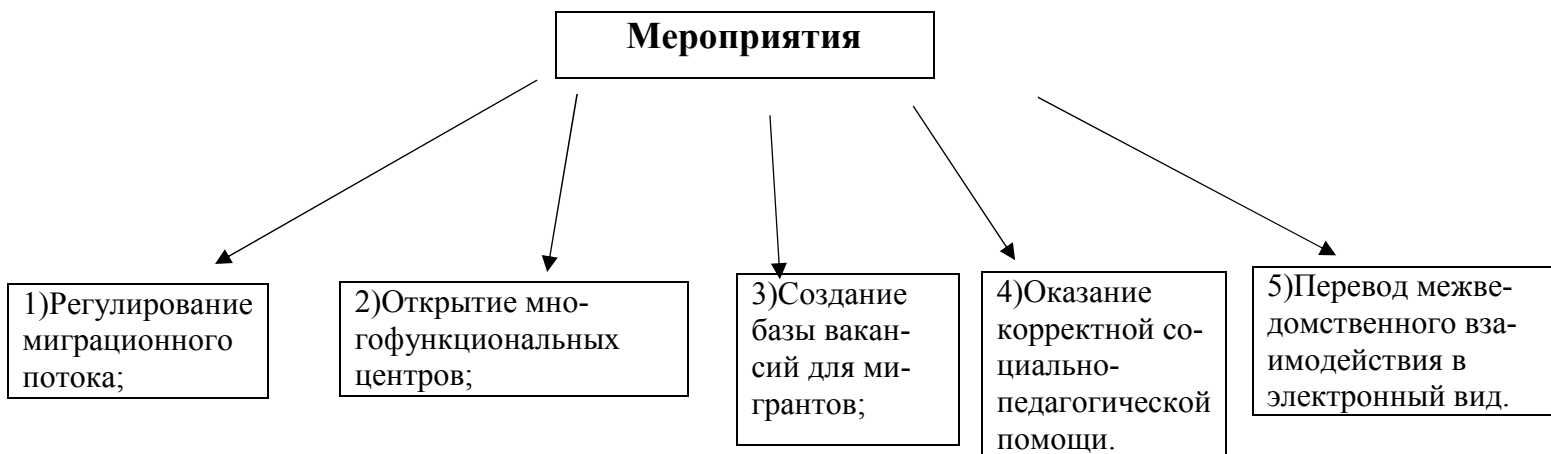 Мероприятия
1)Регулирование
миграционного
потока;
2)Открытие мно-
гофункциональных
центров;
3)Создание
базы вакан-
сий для ми-
грантов;
4)Оказание
корректной со-
циально-
педагогической
помощи.
5)Перевод межве-
домственного вза-
имодействия в
электронный вид.